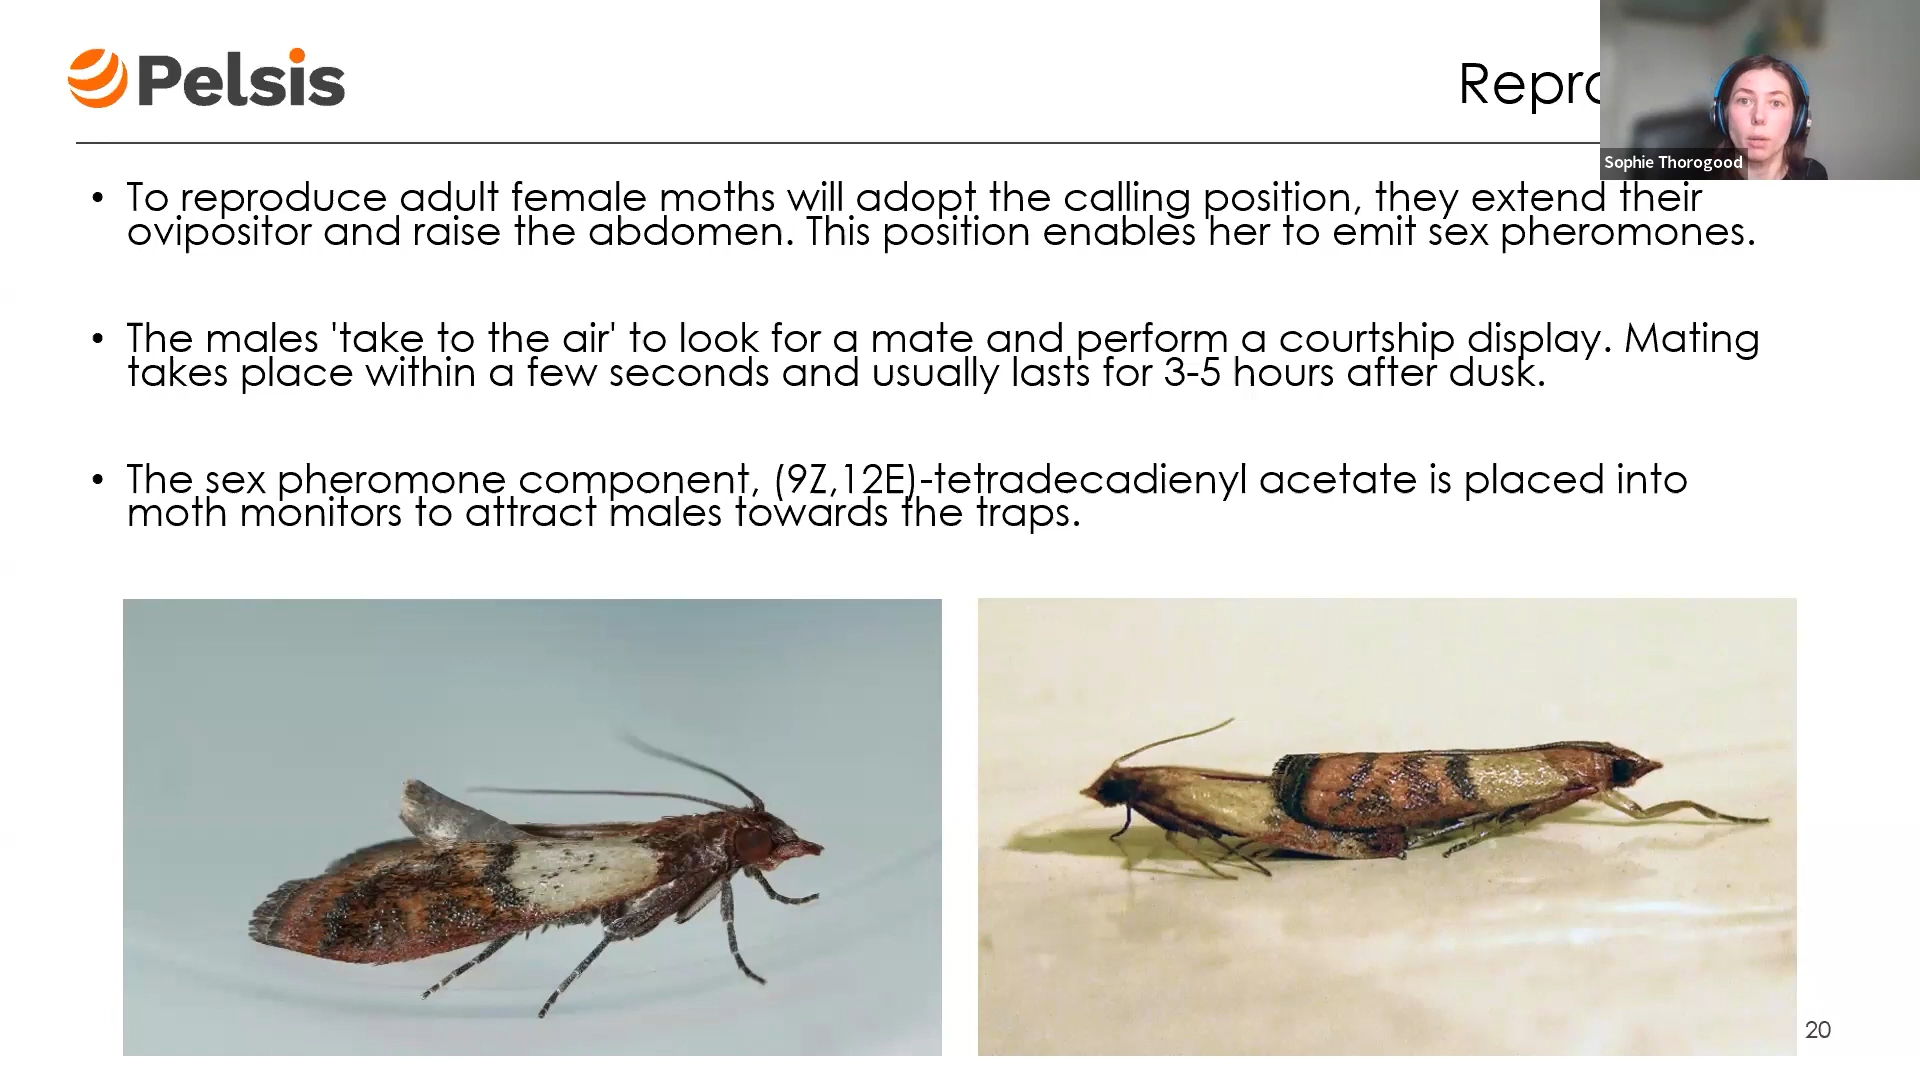 Pelsis
Repro
Sophie Thorogood
• To reproduce adult female moths will adopt the calling position, they extend their
ovipositor and raise the abdomen. This position enables her to emit sex pheromones.
• The males 'take to the air' to look for a mate and perform a courtship display. Mating
takes place within a few seconds and usually lasts for 3-5 hours after dusk.
• The sex pheromone component, (9Z,12E)-tetradecadienyl acetate is placed into
moth monitors to attract males towards the traps.
20